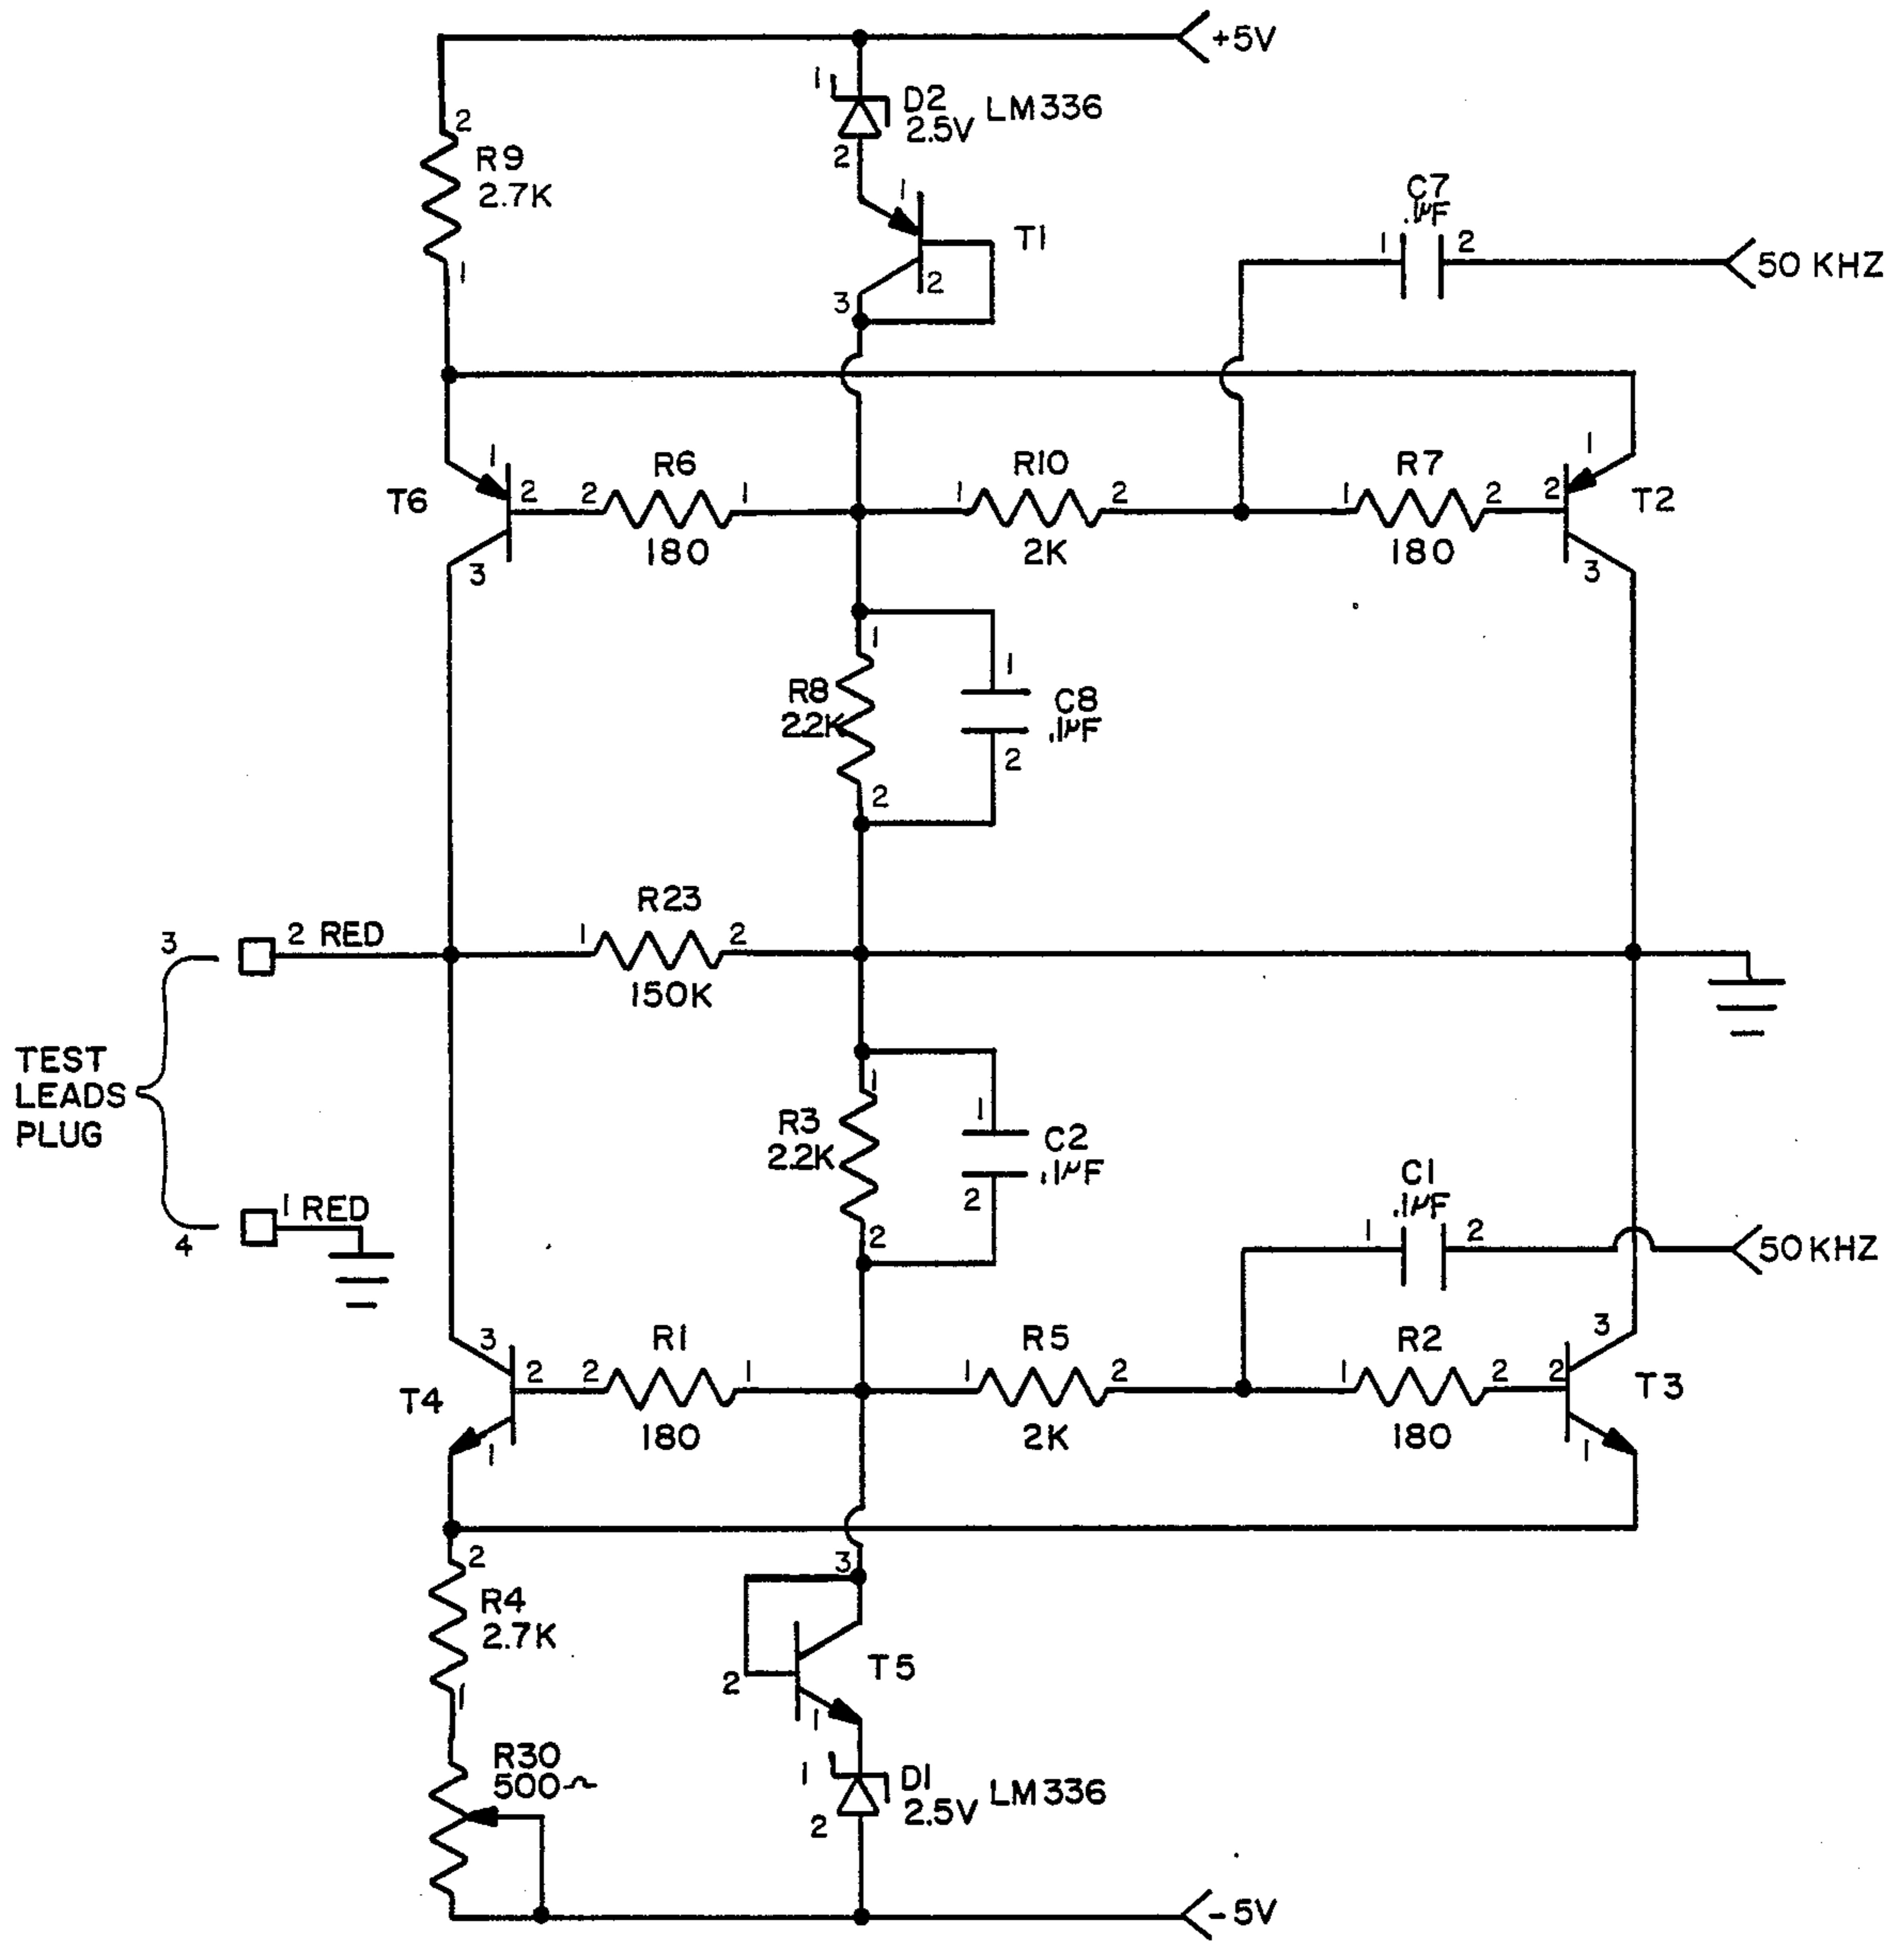 +5V
1
D2 LM336
2.5V
2
2
R9
2.7K
1
1
T1
2
3
C7
.1µF
1
2
50 KHZ
1
T6
2
3
2
R6
1
180
1
R10
2
2K
1
R7
2
180
1
2
T2
3
1
R8
22K
2
1
C8
.1µF
2
3
2 RED
1
R23
2
150K
TEST
LEADS
PLUG
1 RED
4
1
R3
2.2K
2
1
C2
.1µF
2
C1
.1µF
1
2
50KHZ
3
T4
2
1
2
R1
1
180
1
R5
2
2K
1
R2
2
180
3
2
T3
1
2
R4
2.7K
1
3
T5
2
1
R30
500~
1
D1 LM336
2.5V
2
-5V